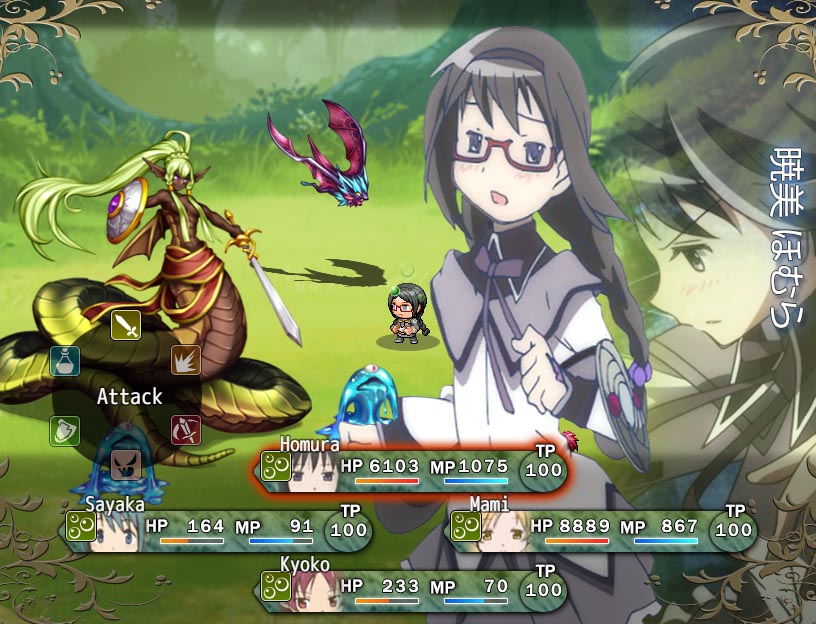 暁美 ほむら
Attack
Homura
HP 6103 MP 1075 TP 100
Sayaka
HP 164 MP 91 TP 100
Mami
HP 8889 MP 867 TP 100
Kyoko
HP 233 MP 70 TP 100